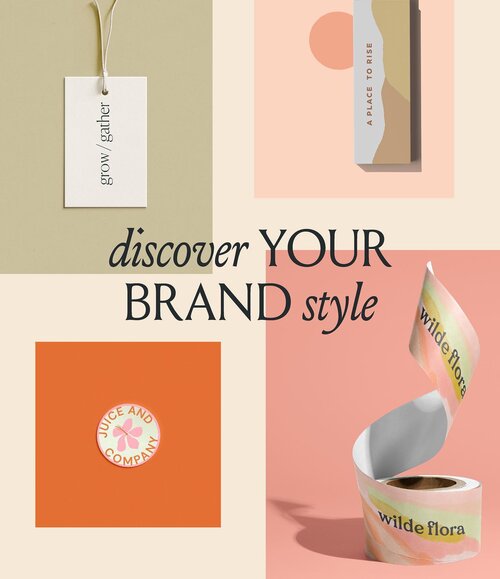 grow / gather
A PLACE TO RISE
discover YOUR
BRAND style
JUICE AND
COMPANY
wilde flora
wilde flora